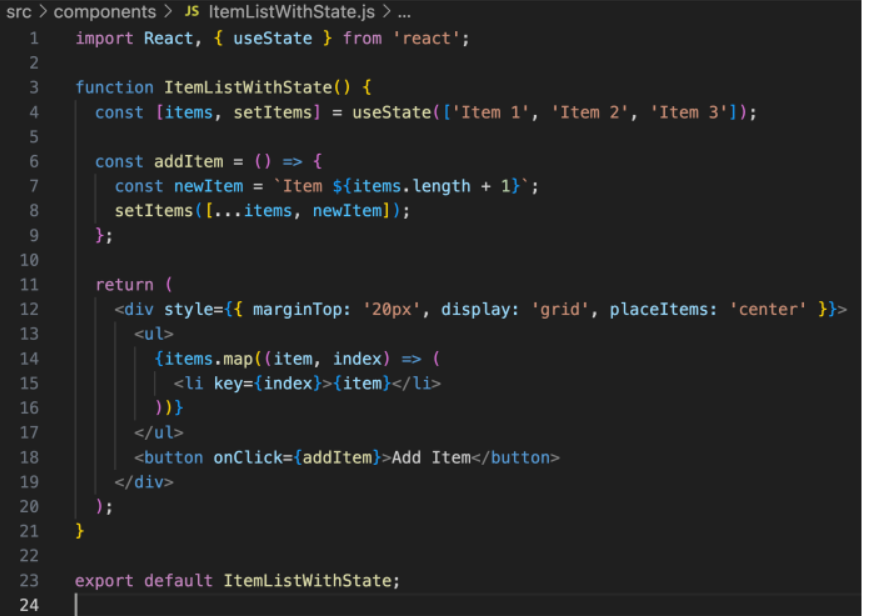 src > components > JS ItemListWithState.js > ...
1 import React, { useState } from 'react';
2
3 function ItemListWithState() {
4   const [items, setItems] = useState(['Item 1', 'Item 2', 'Item 3']);
5
6   const addItem = () => {
7     const newItem = `Item ${items.length + 1}`;
8     setItems([...items, newItem]);
9   };
10
11   return (
12     <div style={{ marginTop: '20px', display: 'grid', placeItems: 'center' }}>
13       <ul>
14         {items.map((item, index) => (
15           <li key={index}>{item}</li>
16         ))}
17       </ul>
18       <button onClick={addItem}>Add Item</button>
19     </div>
20   );
21 }
22
23 export default ItemListWithState;
24